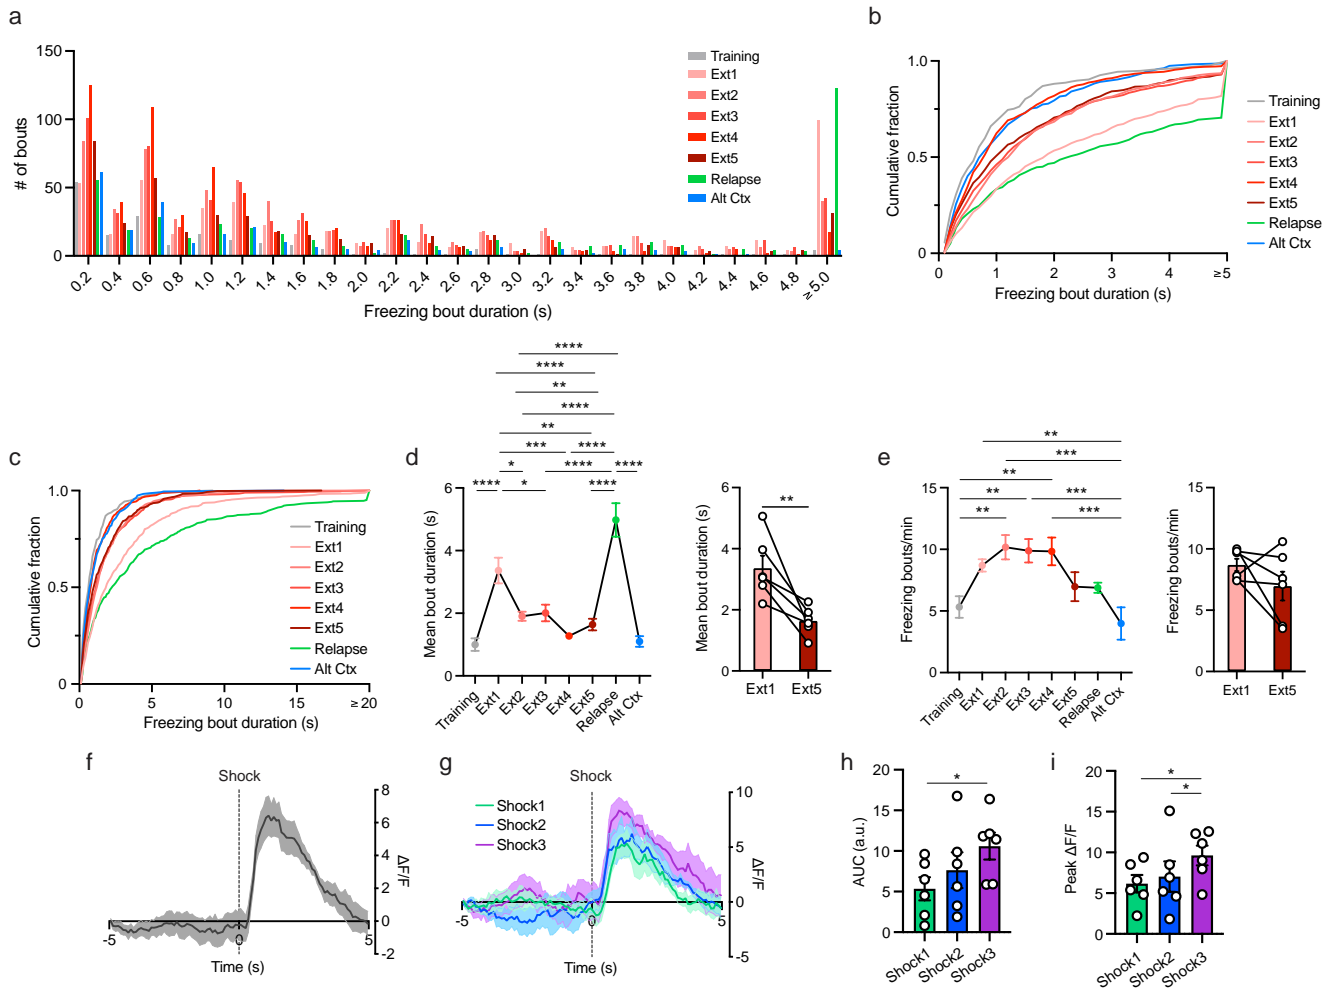 a
150
100
50
0
# of bouts
0.2
0.4
0.6
0.8
1.0
1.2
1.4
1.6
1.8
2.0
2.2
2.4
2.6
2.8
3.0
3.2
3.4
3.6
3.8
4.0
4.2
4.4
4.6
4.8
≥ 5.0
Freezing bout duration (s)
Training
Ext1
Ext2
Ext3
Ext4
Ext5
Relapse
Alt Ctx
b
1.0
0.5
0
Cumulative fraction
0
1
2
3
4
≥5
Freezing bout duration (s)
Training
Ext1
Ext2
Ext3
Ext4
Ext5
Relapse
Alt Ctx
c
1.0
0.5
0
Cumulative fraction
0
5
10
15
≥ 20
Freezing bout duration (s)
Training
Ext1
Ext2
Ext3
Ext4
Ext5
Relapse
Alt Ctx
d
****
****
**
****
**
*** ****
* ****  ****
**** * ****
6
4
2
0
Mean bout duration (s)
Training
Ext1
Ext2
Ext3
Ext4
Ext5
Relapse
Alt Ctx
**
6
4
2
0
Mean bout duration (s)
Ext1 Ext5
e
**
***
**
** ***
** ***
15
10
5
0
Freezing bouts/min
Training
Ext1
Ext2
Ext3
Ext4
Ext5
Relapse
Alt Ctx
15
10
5
0
Freezing bouts/min
Ext1 Ext5
f
Shock
8
6
4
2
0
-2
ΔF/F
-5 0 5
Time (s)
g
Shock
Shock1
Shock2
Shock3
10
5
0
-5
ΔF/F
-5 0 5
Time (s)
h
*
20
15
10
5
0
AUC (a.u.)
Shock1
Shock2
Shock3
i
*
*
20
15
10
5
0
Peak ΔF/F
Shock1
Shock2
Shock3